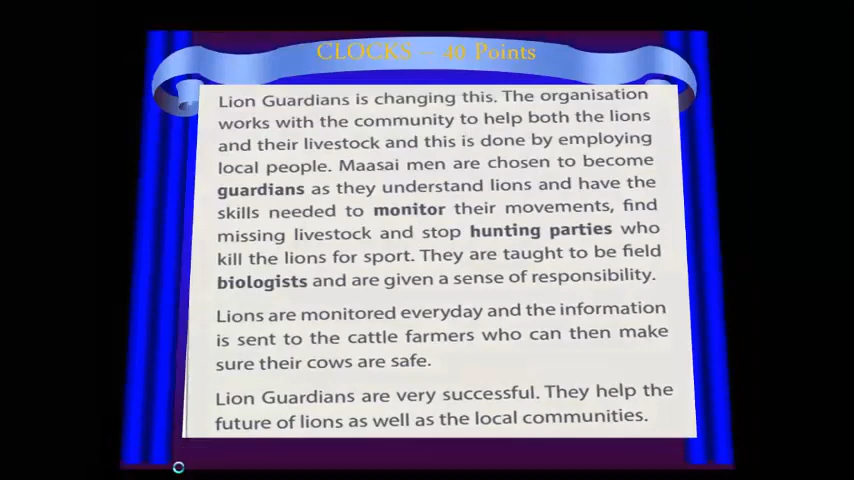 CLOCKS – 40 Points
Lion Guardians is changing this. The organisation
works with the community to help both the lions
and their livestock and this is done by employing
local people. Maasai men are chosen to become
guardians as they understand lions and have the
skills needed to monitor their movements, find
missing livestock and stop hunting parties who
kill the lions for sport. They are taught to be field
biologists and are given a sense of responsibility.
Lions are monitored everyday and the information
is sent to the cattle farmers who can then make
sure their cows are safe.
Lion Guardians are very successful. They help the
future of lions as well as the local communities.